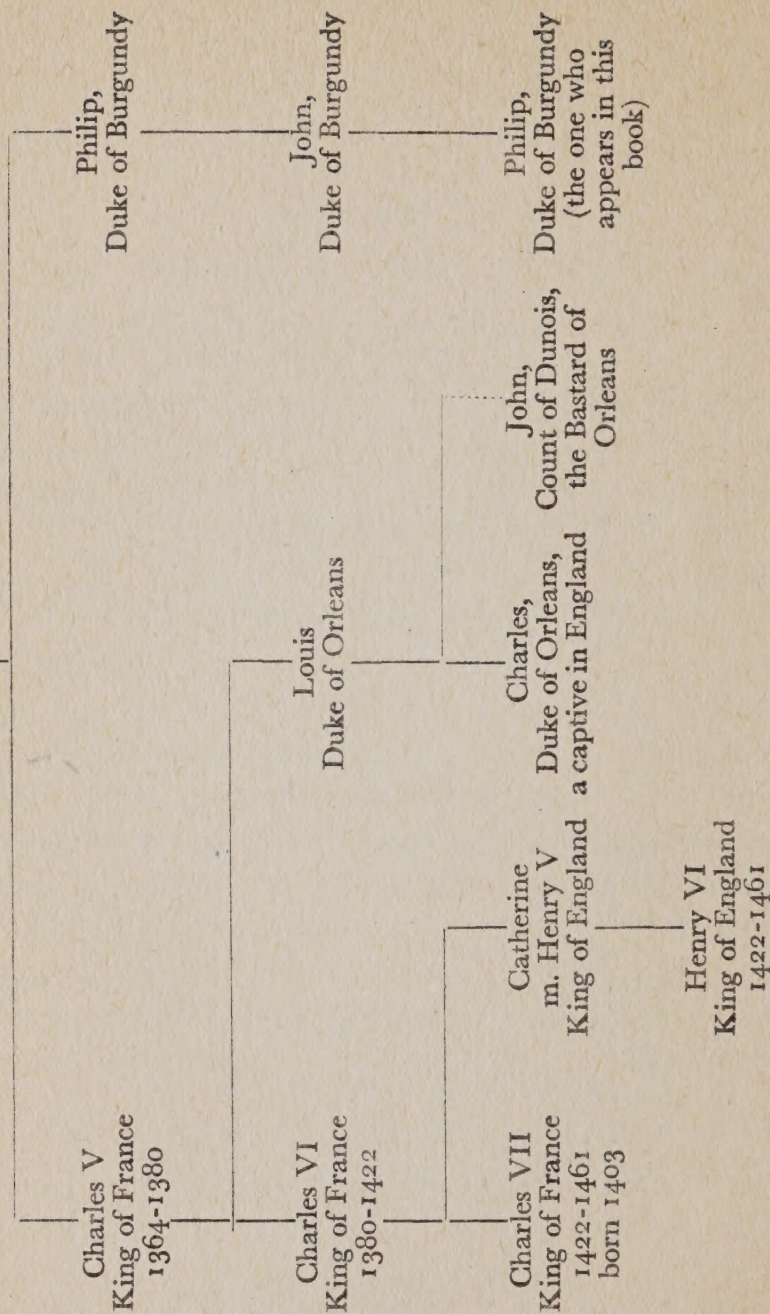 Charles V
King of France
1364-1380
Philip,
Duke of Burgundy
Charles VI
King of France
1380-1422
Louis
Duke of Orleans
John,
Duke of Burgundy
Charles VII
King of France
1422-1461
born 1403
Catherine
m. Henry V
King of England
Charles,
Duke of Orleans,
a captive in England
John,
Count of Dunois,
the Bastard of
Orleans
Philip,
Duke of Burgundy
(the one who
appears in this
book)
Henry VI
King of England
1422-1461